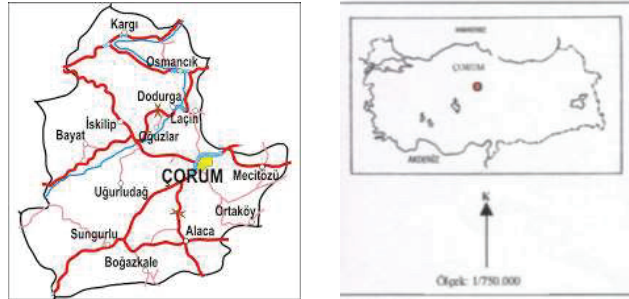 Kargı
Osmancık
Dodurga
Laçin
İskilip
Oğuzlar
Bayat
ÇORUM
Mecitözü
Uğurludağ
Ortaköy
Sungurlu
Alaca
Boğazkale
ÇORUM
AKDENİZ
K
Ölçek: 1/750.000